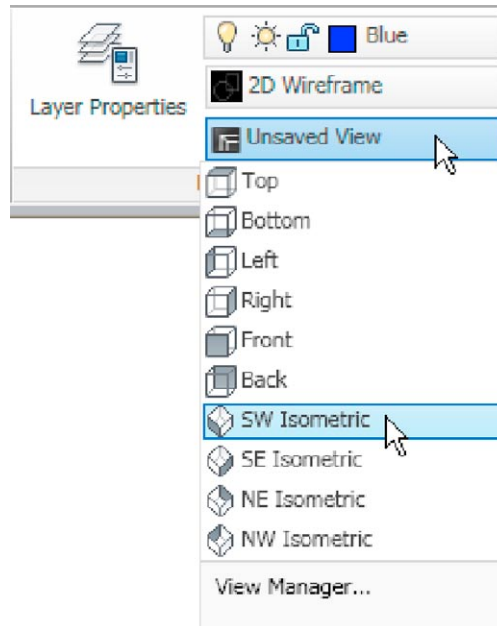 Blue
Layer Properties
2D Wireframe
Unsaved View
Top
Bottom
Left
Right
Front
Back
SW Isometric
SE Isometric
NE Isometric
NW Isometric
View Manager...